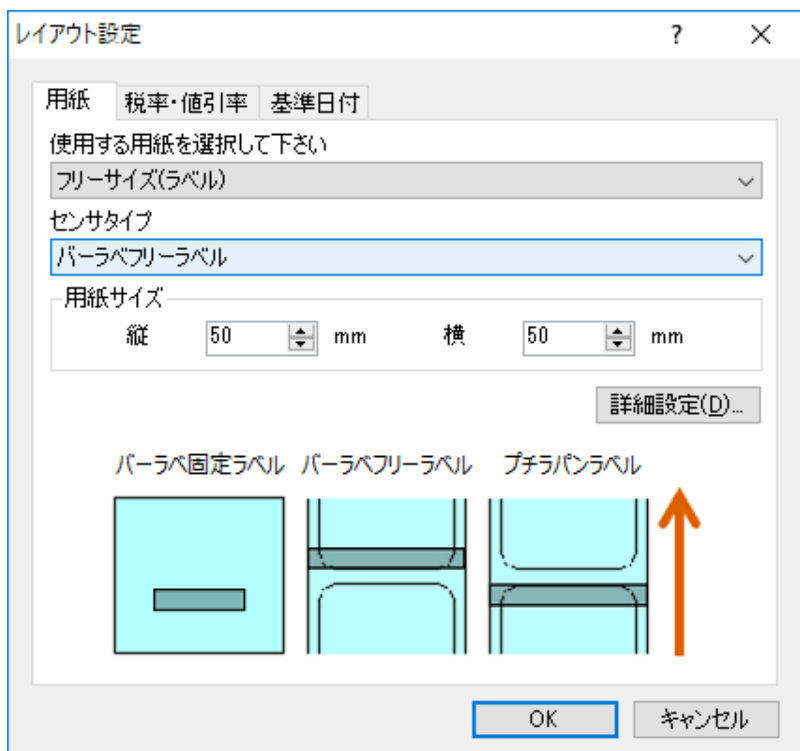 レイアウト設定 ?
用紙 税率・値引率 基準日付
使用する用紙を選択して下さい
フリーサイズ(ラベル)
センサタイプ
バーラベフリーラベル
用紙サイズ
縦 50 mm 横 50 mm
詳細設定(D)...
バーラベ固定ラベル バーラベフリーラベル プチラパンラベル
OK キャンセル